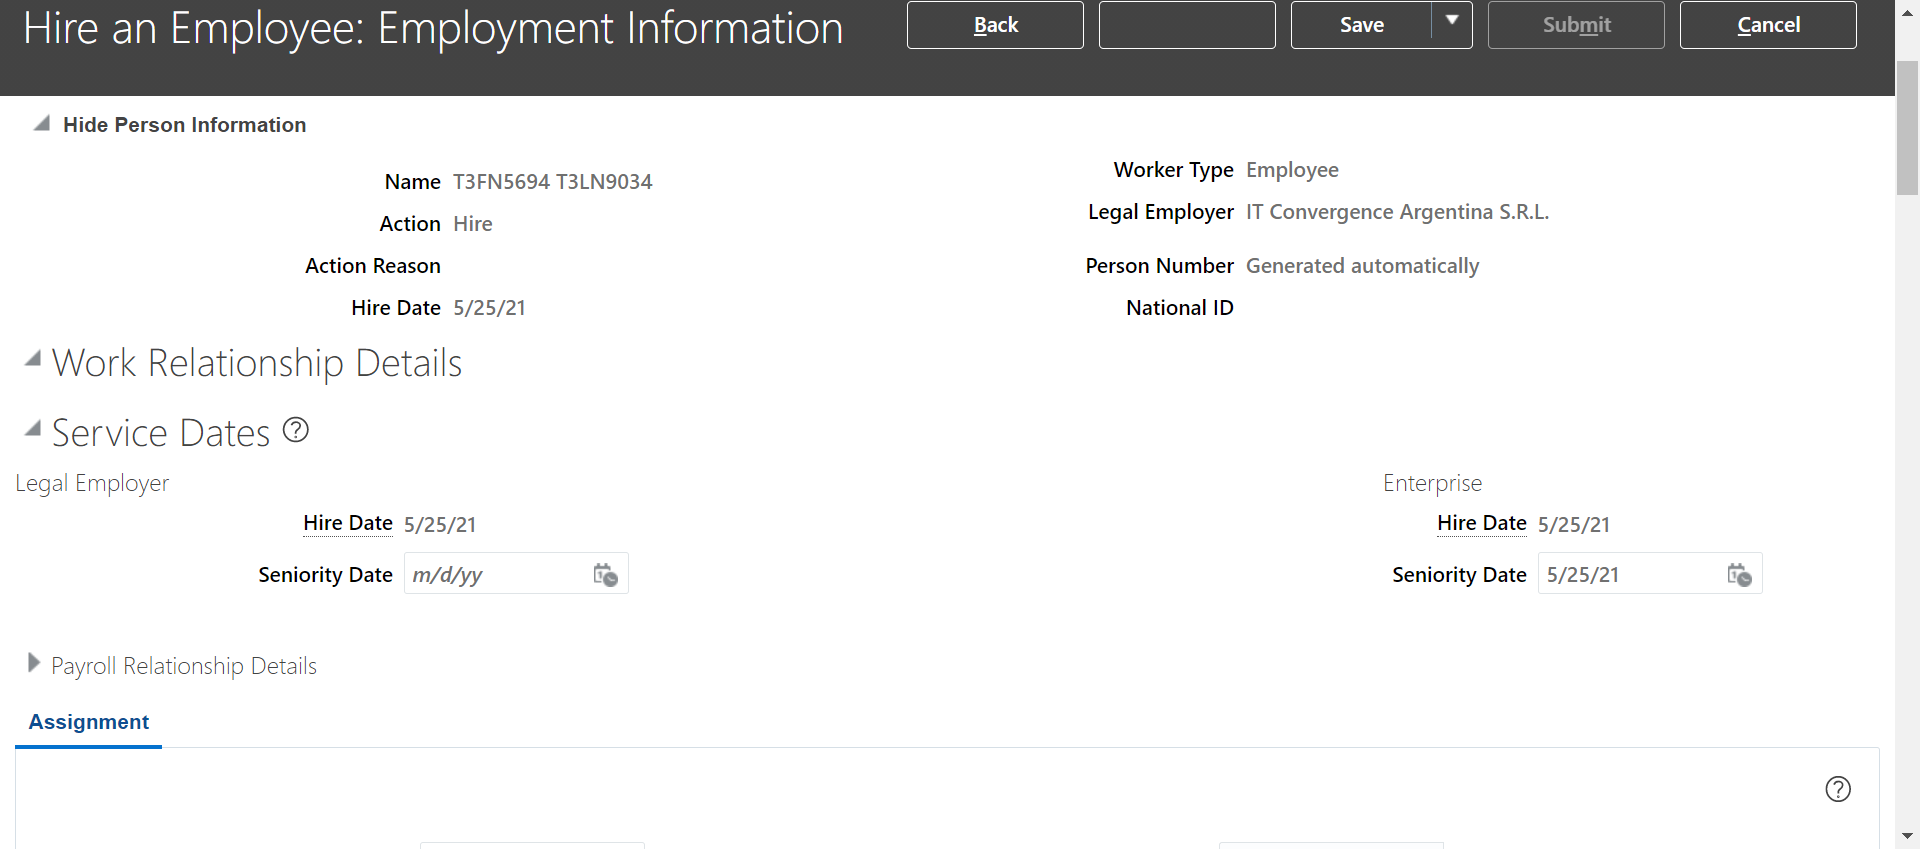 Hire an Employee: Employment Information
Back
Save
Submit
Cancel
Hide Person Information
Name T3FN5694 T3LN9034
Action Hire
Action Reason
Hire Date 5/25/21
Worker Type Employee
Legal Employer IT Convergence Argentina S.R.L.
Person Number Generated automatically
National ID
Work Relationship Details
Service Dates ?
Legal Employer
Hire Date 5/25/21
Seniority Date m/d/yy
Enterprise
Hire Date 5/25/21
Seniority Date 5/25/21
Payroll Relationship Details
Assignment
?